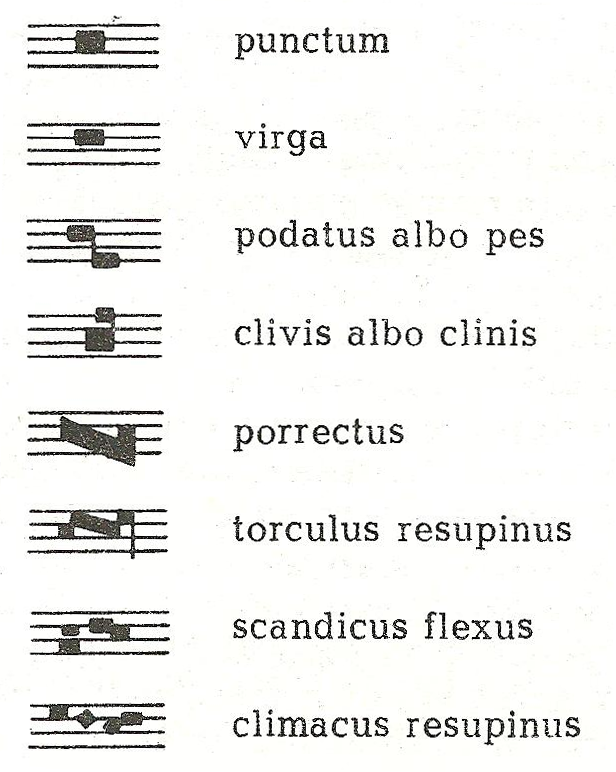 punctum
virga
podatus albo pes
clivis albo clinis
porrectus
torculus resupinus
scandicus flexus
climacus resupinus